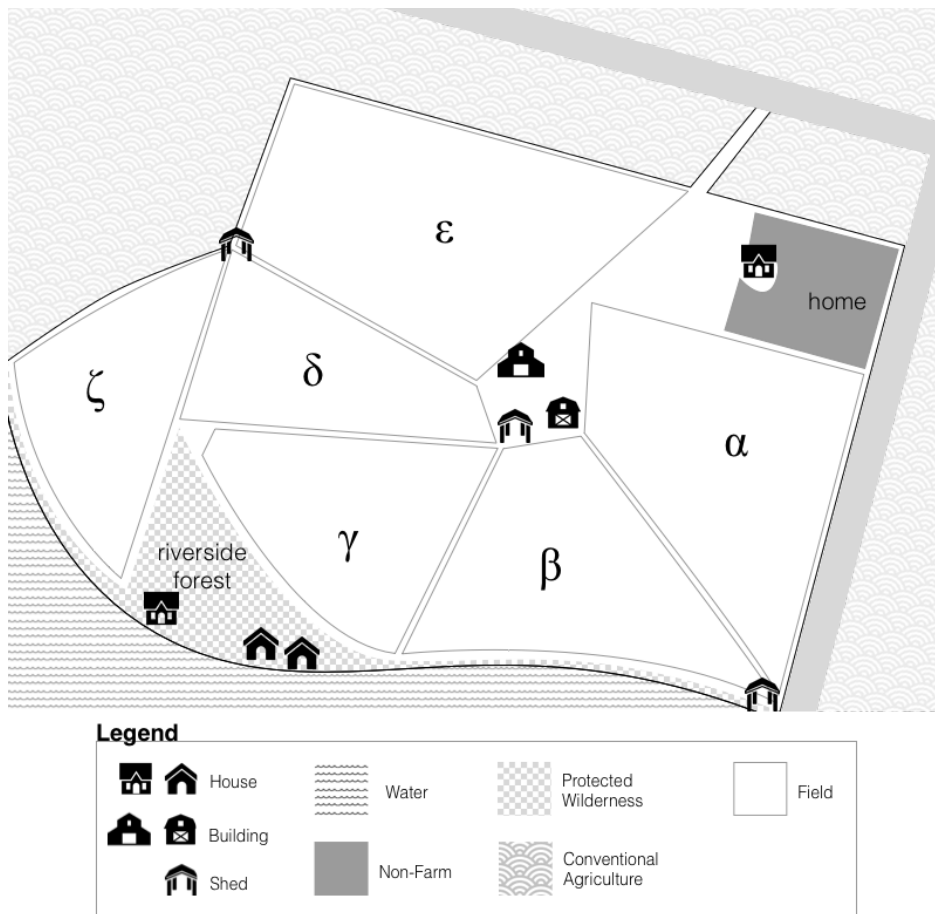 ε
home
ζ
δ
α
γ
β
riverside
forest
Legend
House
Water
Protected
Wilderness
Field
Building
Non-Farm
Conventional
Agriculture
Shed